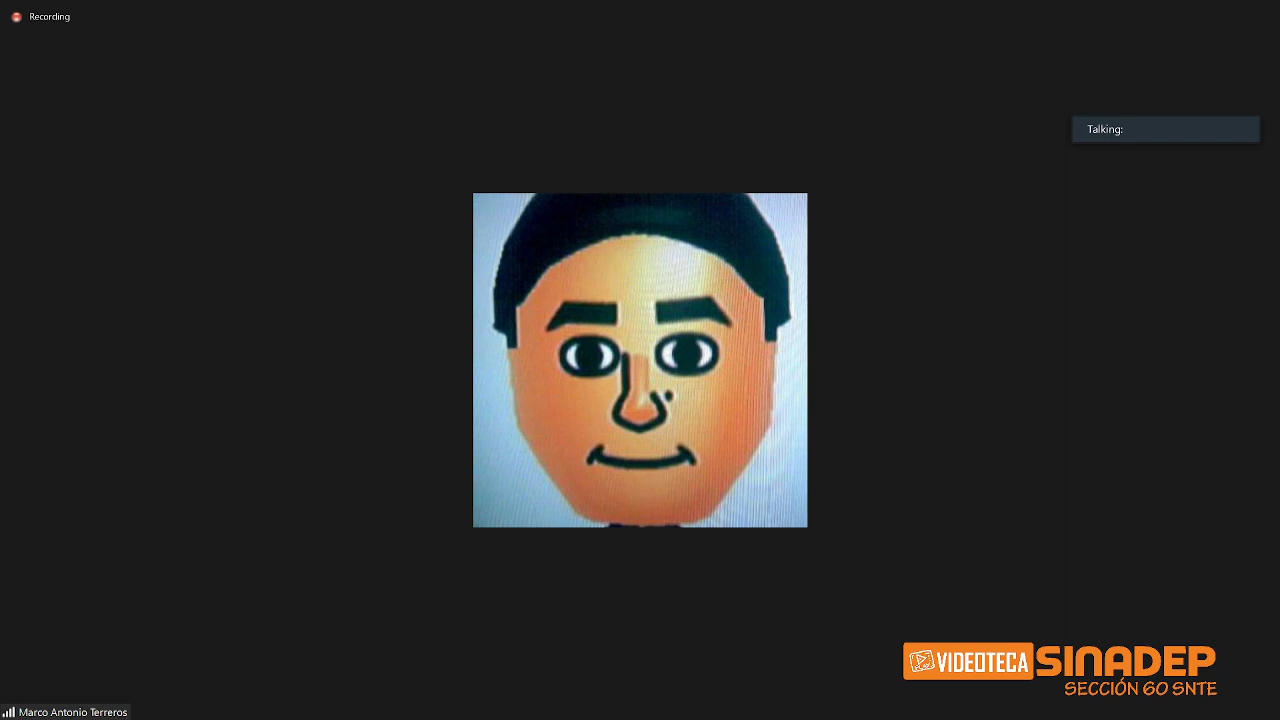 Recording
Talking:
VIDEOTECA SINADEP
SECCIÓN 60 SNTE
Marco Antonio Terreros